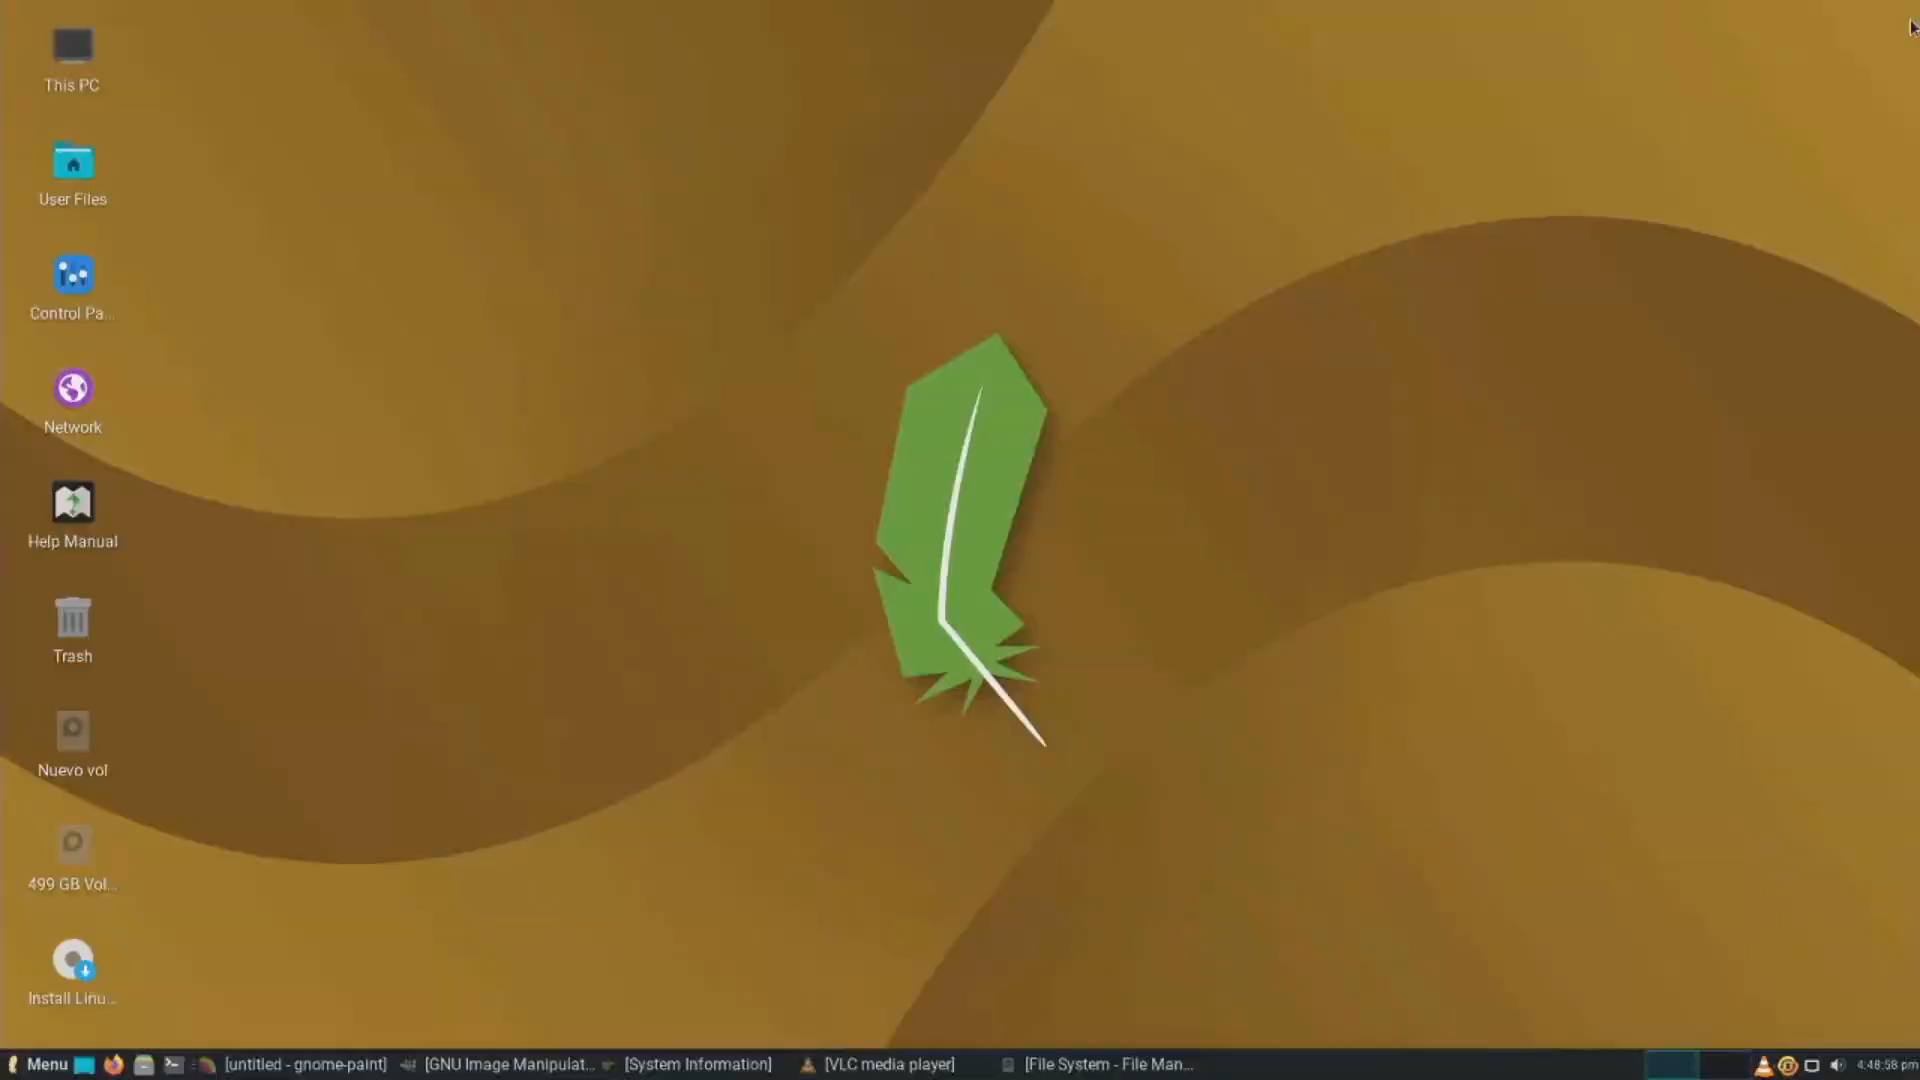 This PC
User Files
Control Pa...
Network
Help Manual
Trash
Nuevo vol
499 GB Vol...
Install Linu...
Menu [untitled - gnome-paint] [GNU Image Manipulat... [System Information] [VLC media player] [File System - File Man... 4:48:58 pm